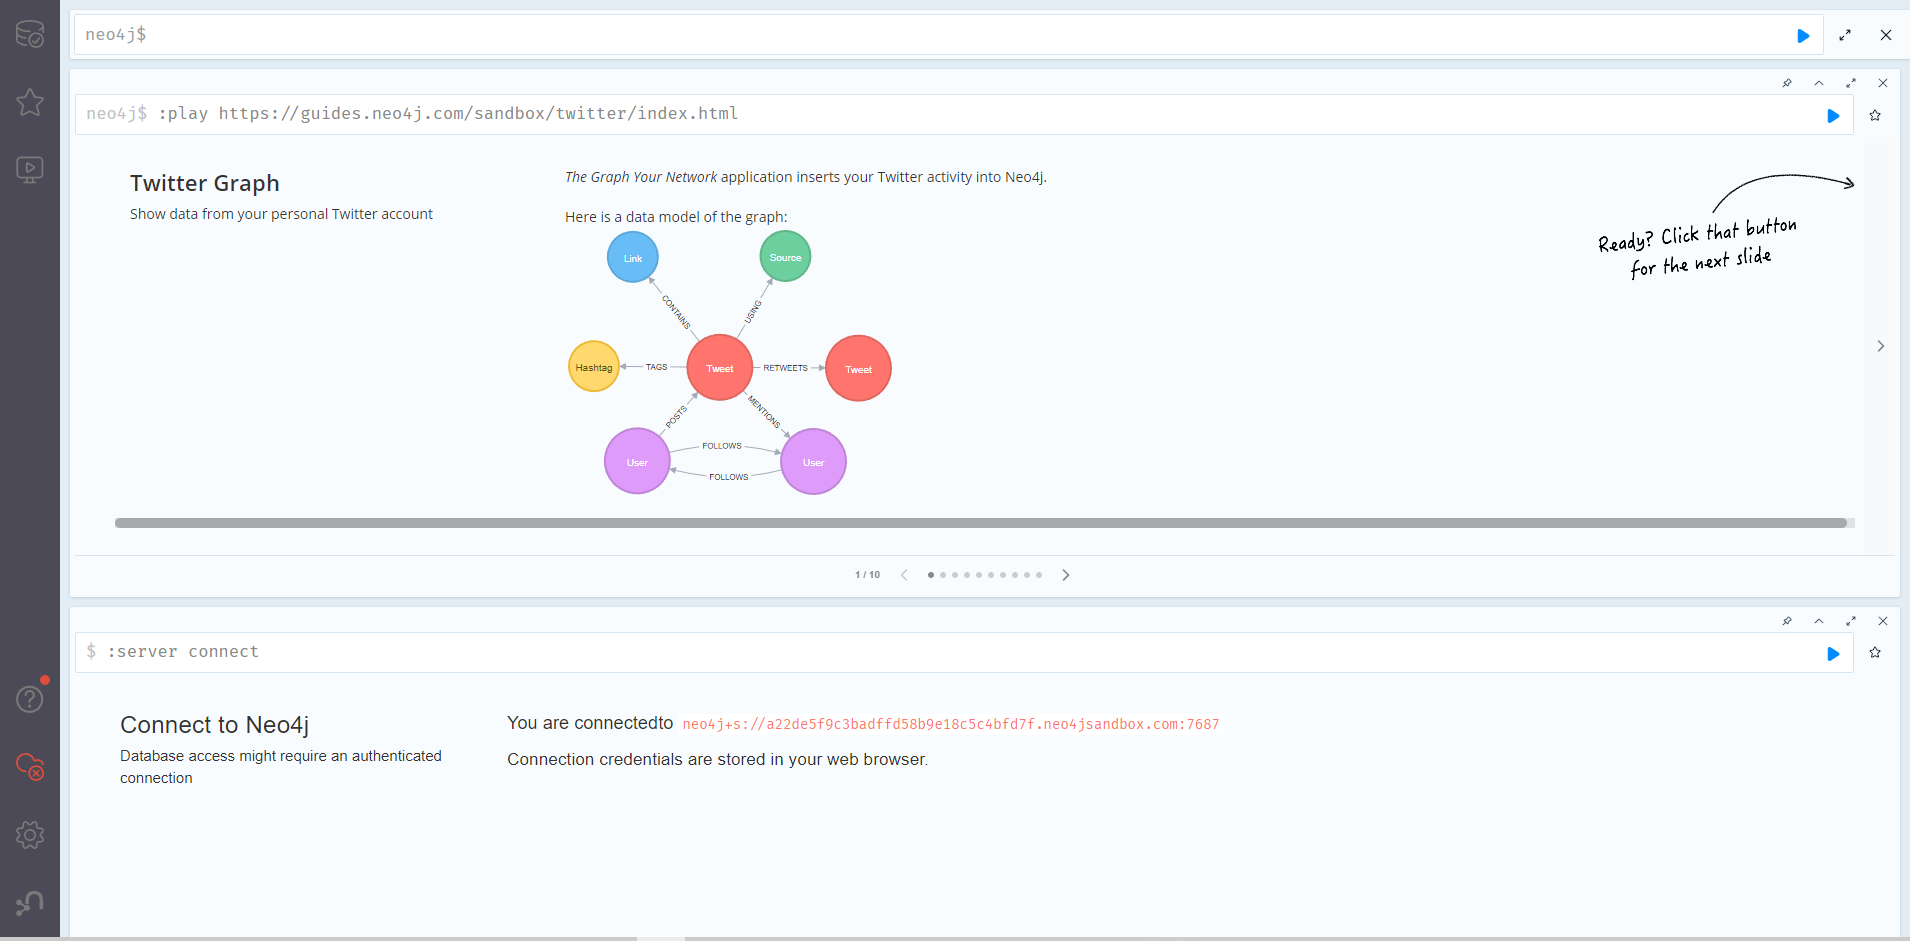 neo4j$
neo4j$ :play https://guides.neo4j.com/sandbox/twitter/index.html
Twitter Graph
Show data from your personal Twitter account
The Graph Your Network application inserts your Twitter activity into Neo4j.
Here is a data model of the graph:
Ready? Click that button
for the next slide
Link
Source
CONTAINS
USING
Hashtag
TAGS
Tweet
RETWEETS
Tweet
POSTS
MENTIONS
User
FOLLOWS
FOLLOWS
User
1 / 10
$ :server connect
Connect to Neo4j
Database access might require an authenticated
connection
You are connectedto neo4j+s://a22de5f9c3badffd58b9e18c5c4bfd7f.neo4jsandbox.com:7687
Connection credentials are stored in your web browser.